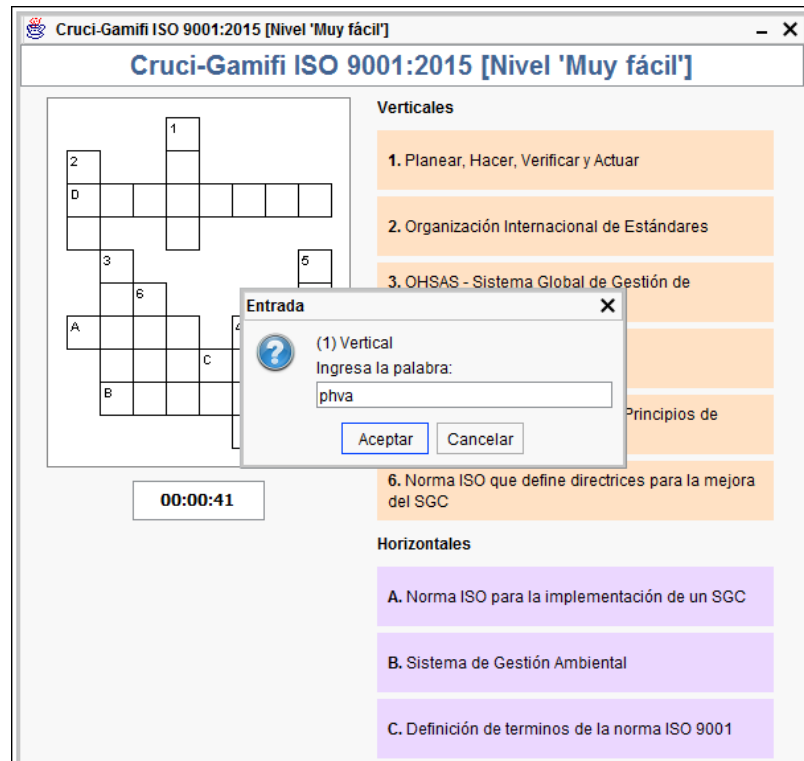 Cruci-Gamifi ISO 9001:2015 [Nivel 'Muy fácil']
Cruci-Gamifi ISO 9001:2015 [Nivel 'Muy fácil']
1
2
D
3
5
6
A
C
B
00:00:41
Verticales
1. Planear, Hacer, Verificar y Actuar
2. Organización Internacional de Estándares
3. OHSAS - Sistema Global de Gestión de
Principios de
6. Norma ISO que define directrices para la mejora
del SGC
Entrada
(1) Vertical
Ingresa la palabra:
phva
Aceptar
Cancelar
Horizontales
A. Norma ISO para la implementación de un SGC
B. Sistema de Gestión Ambiental
C. Definición de terminos de la norma ISO 9001